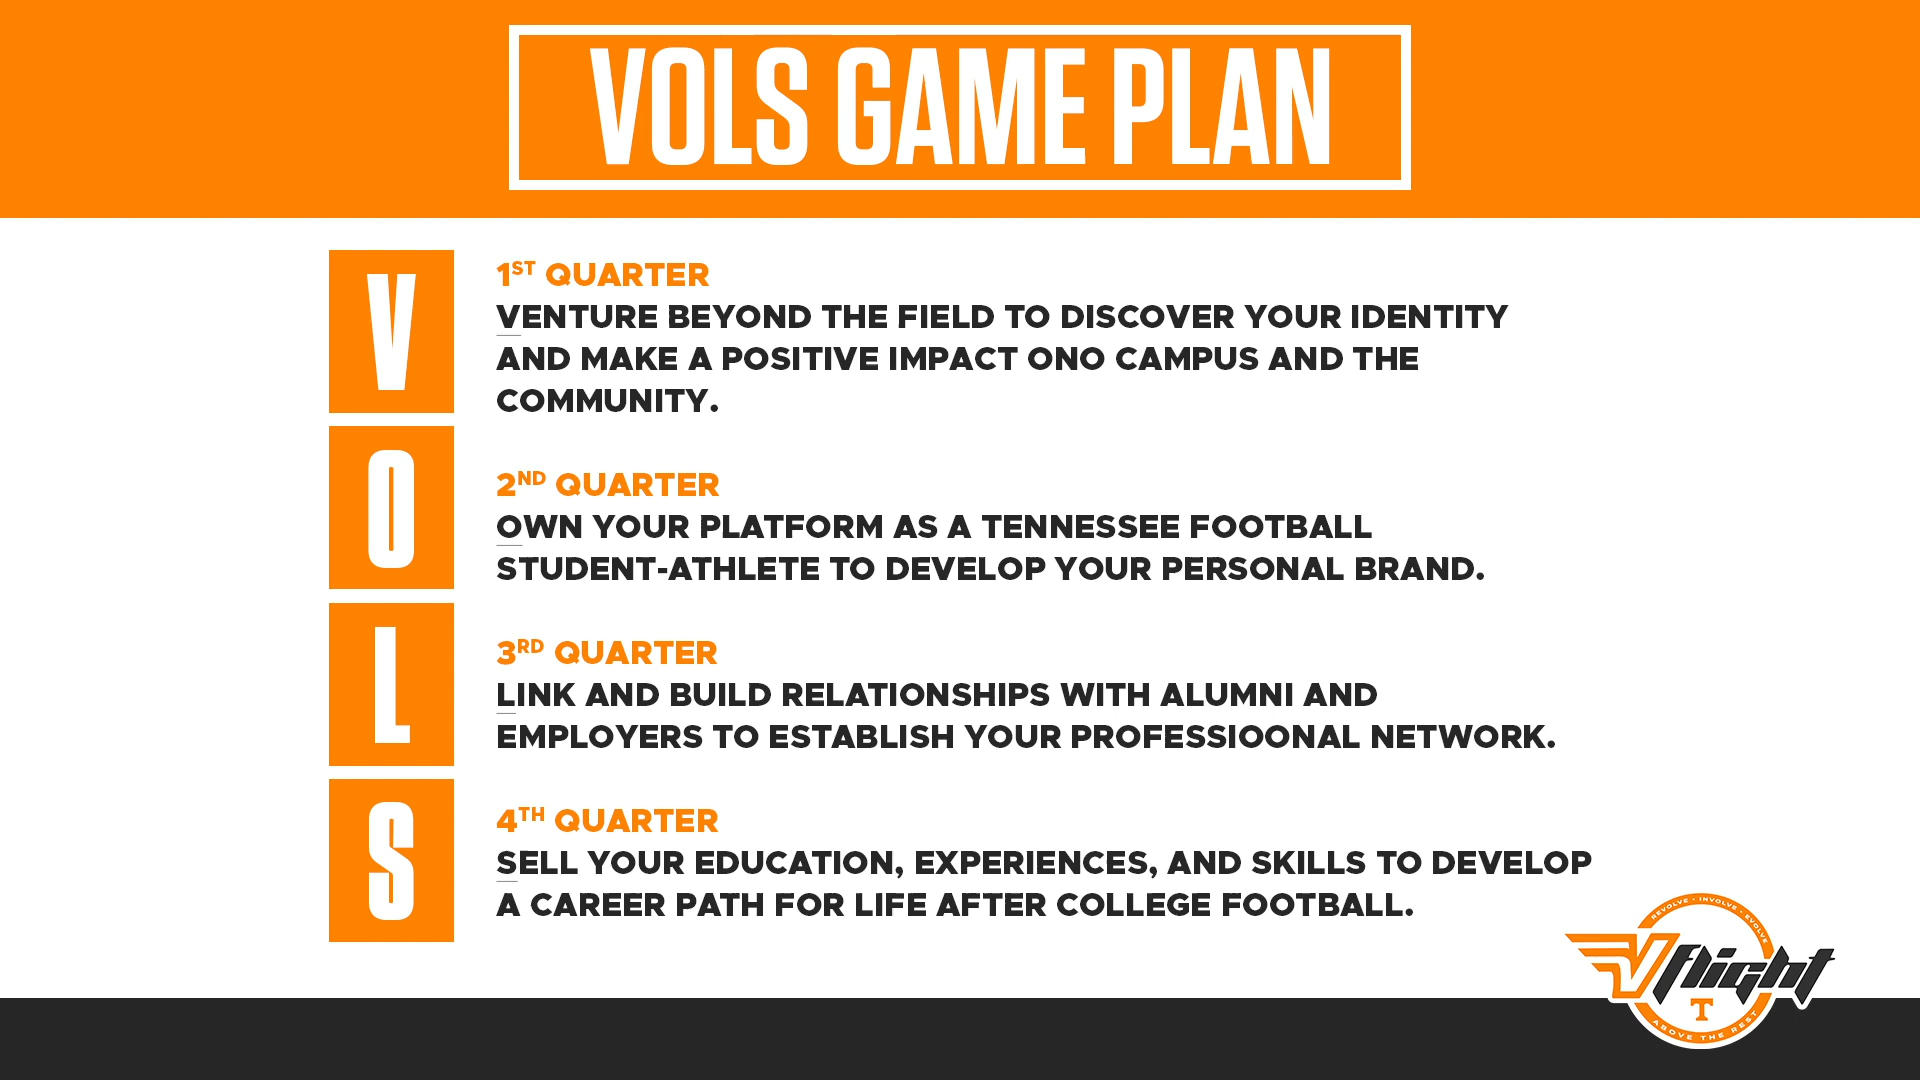 VOLS GAME PLAN
V
1ST QUARTER
VENTURE BEYOND THE FIELD TO DISCOVER YOUR IDENTITY
AND MAKE A POSITIVE IMPACT ONO CAMPUS AND THE
COMMUNITY.
O
2ND QUARTER
OWN YOUR PLATFORM AS A TENNESSEE FOOTBALL
STUDENT-ATHLETE TO DEVELOP YOUR PERSONAL BRAND.
L
3RD QUARTER
LINK AND BUILD RELATIONSHIPS WITH ALUMNI AND
EMPLOYERS TO ESTABLISH YOUR PROFESSIOONAL NETWORK.
S
4TH QUARTER
SELL YOUR EDUCATION, EXPERIENCES, AND SKILLS TO DEVELOP
A CAREER PATH FOR LIFE AFTER COLLEGE FOOTBALL.
REVOLVE • INVOLVE • EVOLVE
Vflight
T
ABOVE THE REST